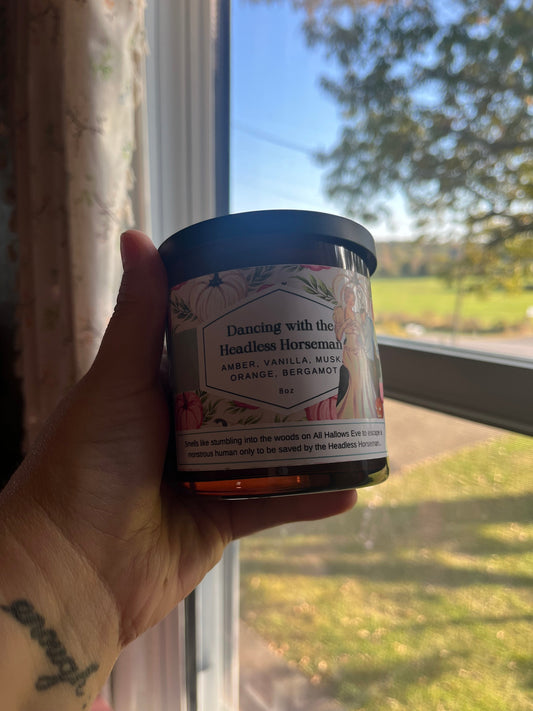 Dancing with the
Headless Horseman
AMBER, VANILLA, MUSK,
ORANGE, BERGAMOT
8oz
Smells like stumbling into the woods on All Hallows Eve to escape a
monstrous human only to be saved by the Headless Horseman...